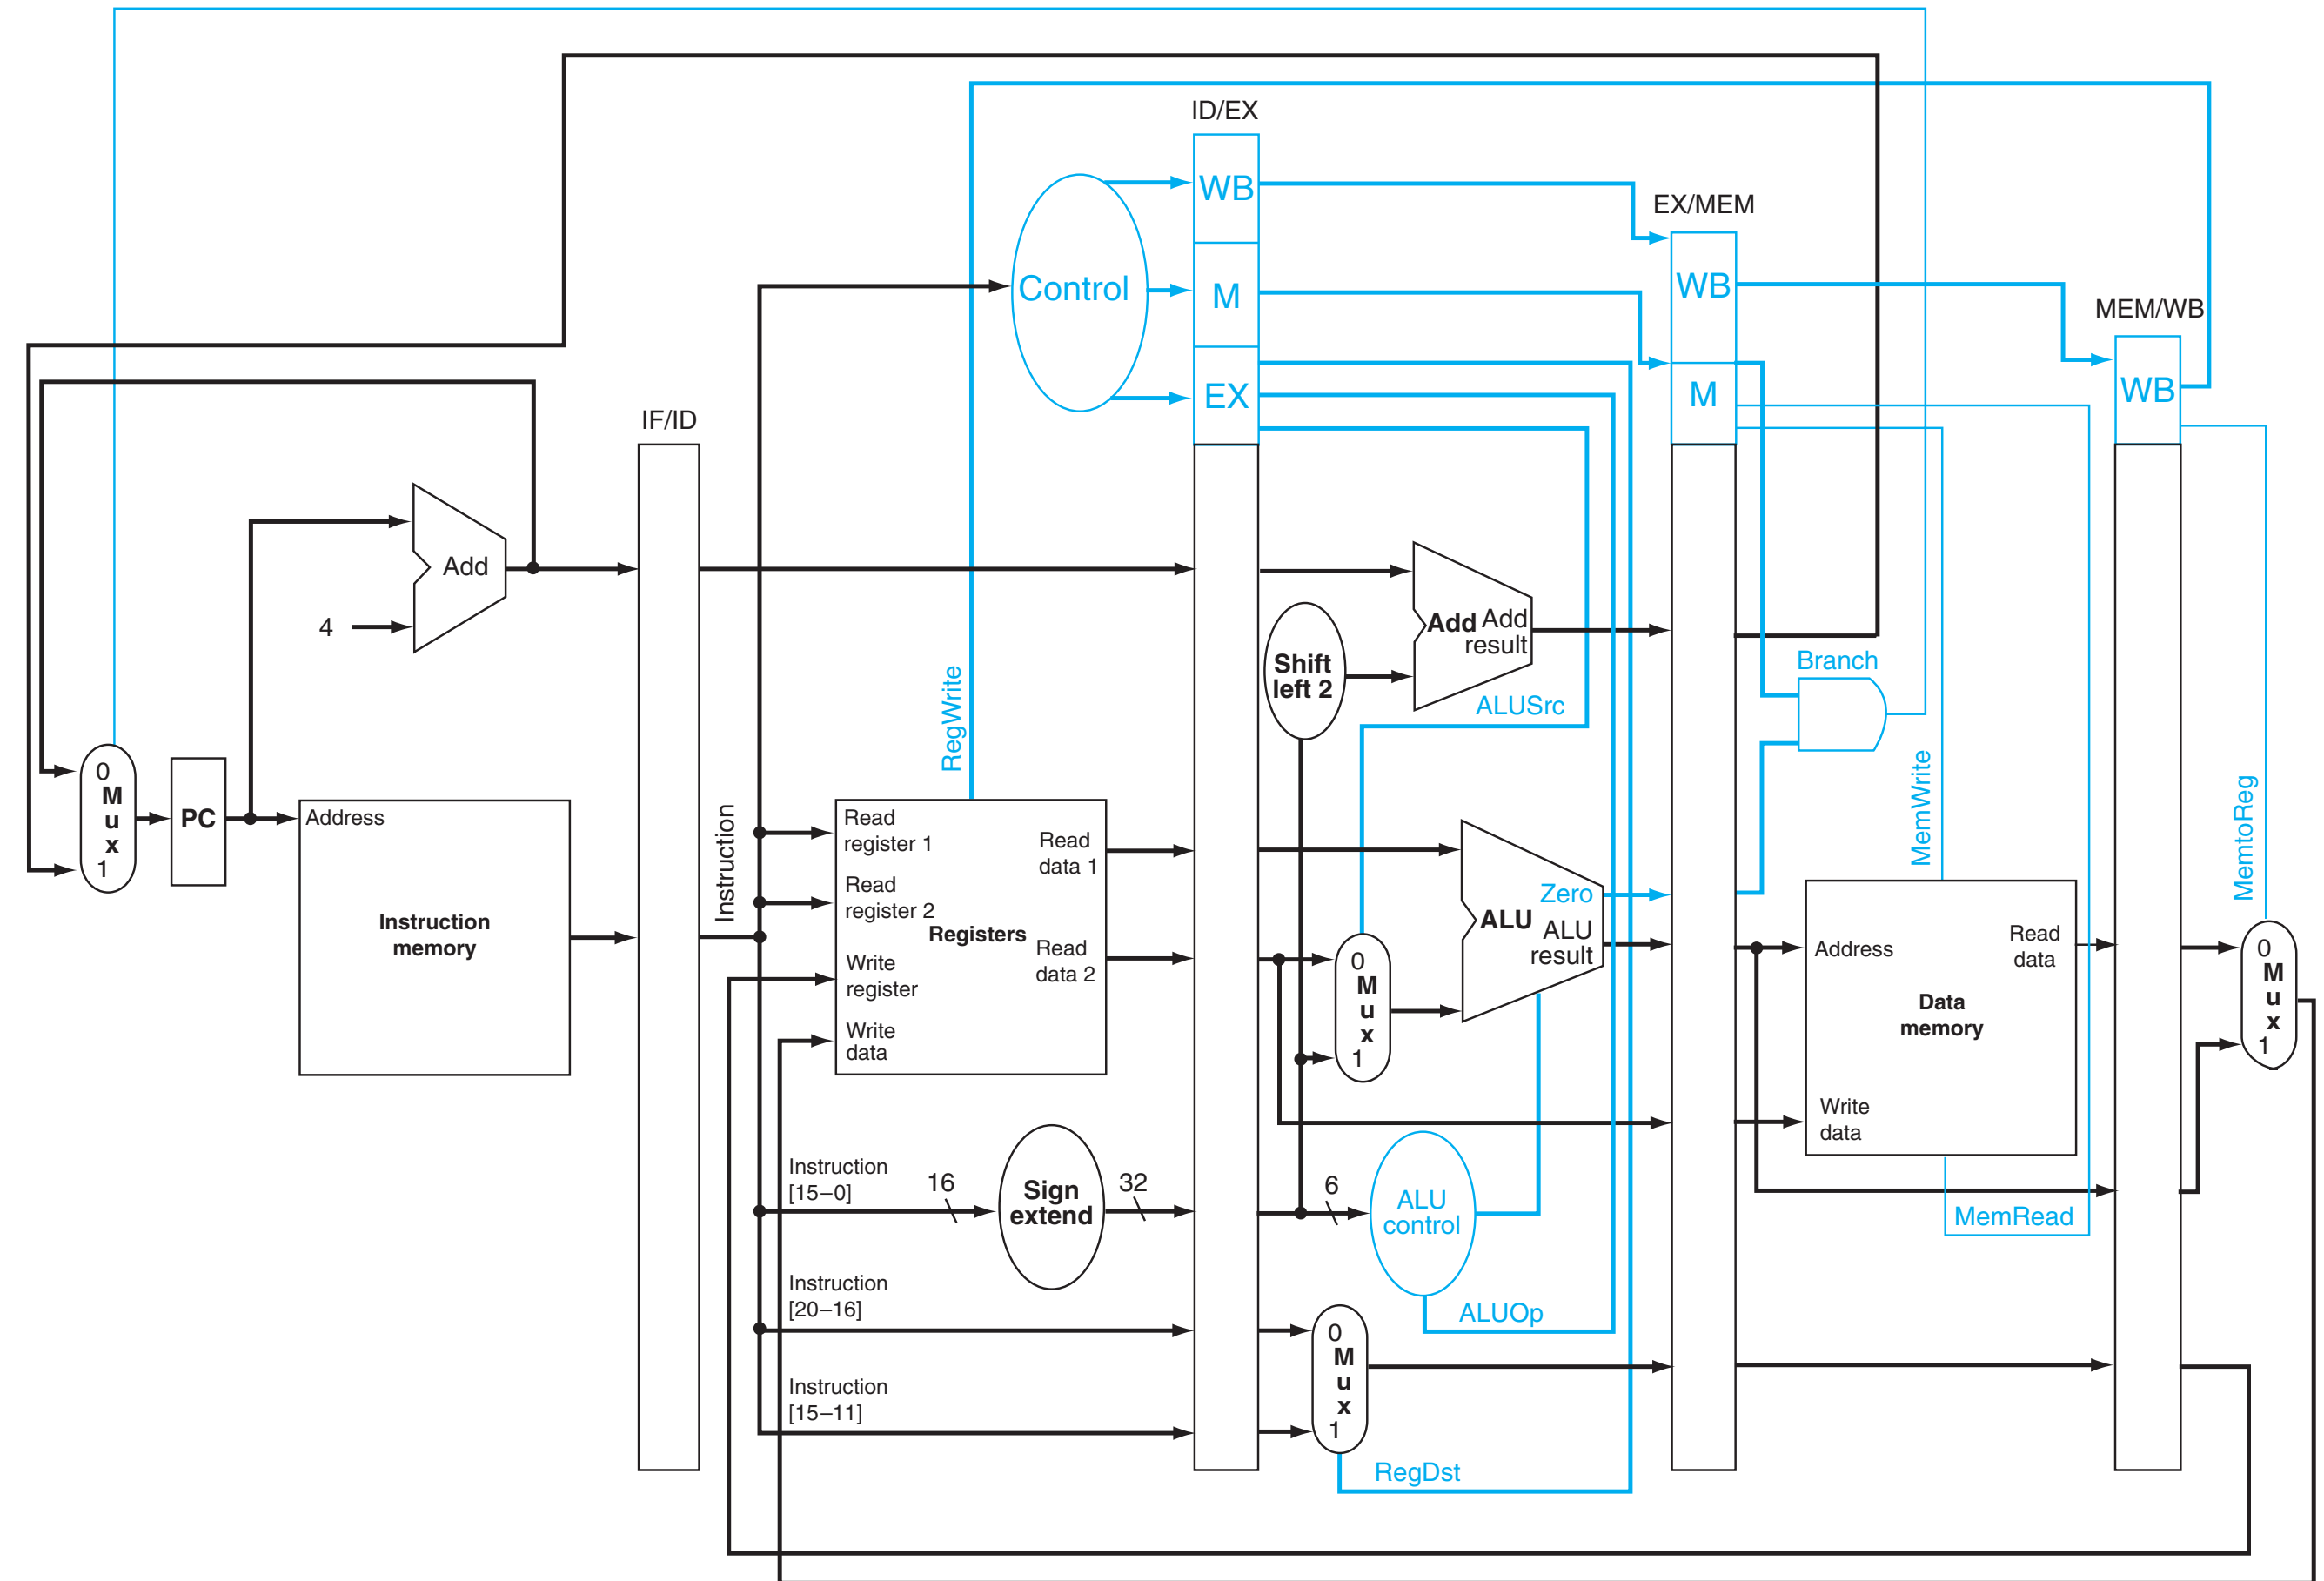 ID/EX
WB
EX/MEM
Control
M
WB
MEM/WB
EX
M
WB
IF/ID
Add
4
Add Add
result
Shift
left 2
Branch
ALUSrc
RegWrite
MemWrite
MemtoReg
0
M
u
x
1
PC
Address
Instruction
memory
Instruction
Read
register 1
Read
register 2
Registers
Write
register
Write
data
Read
data 1
Read
data 2
0
M
u
x
1
Zero
ALU
ALU
result
Address
Read
data
Data
memory
Write
data
0
M
u
x
1
Instruction
[15–0]
16
Sign
extend
32
6
ALU
control
MemRead
Instruction
[20–16]
ALUOp
0
M
u
x
1
Instruction
[15–11]
RegDst